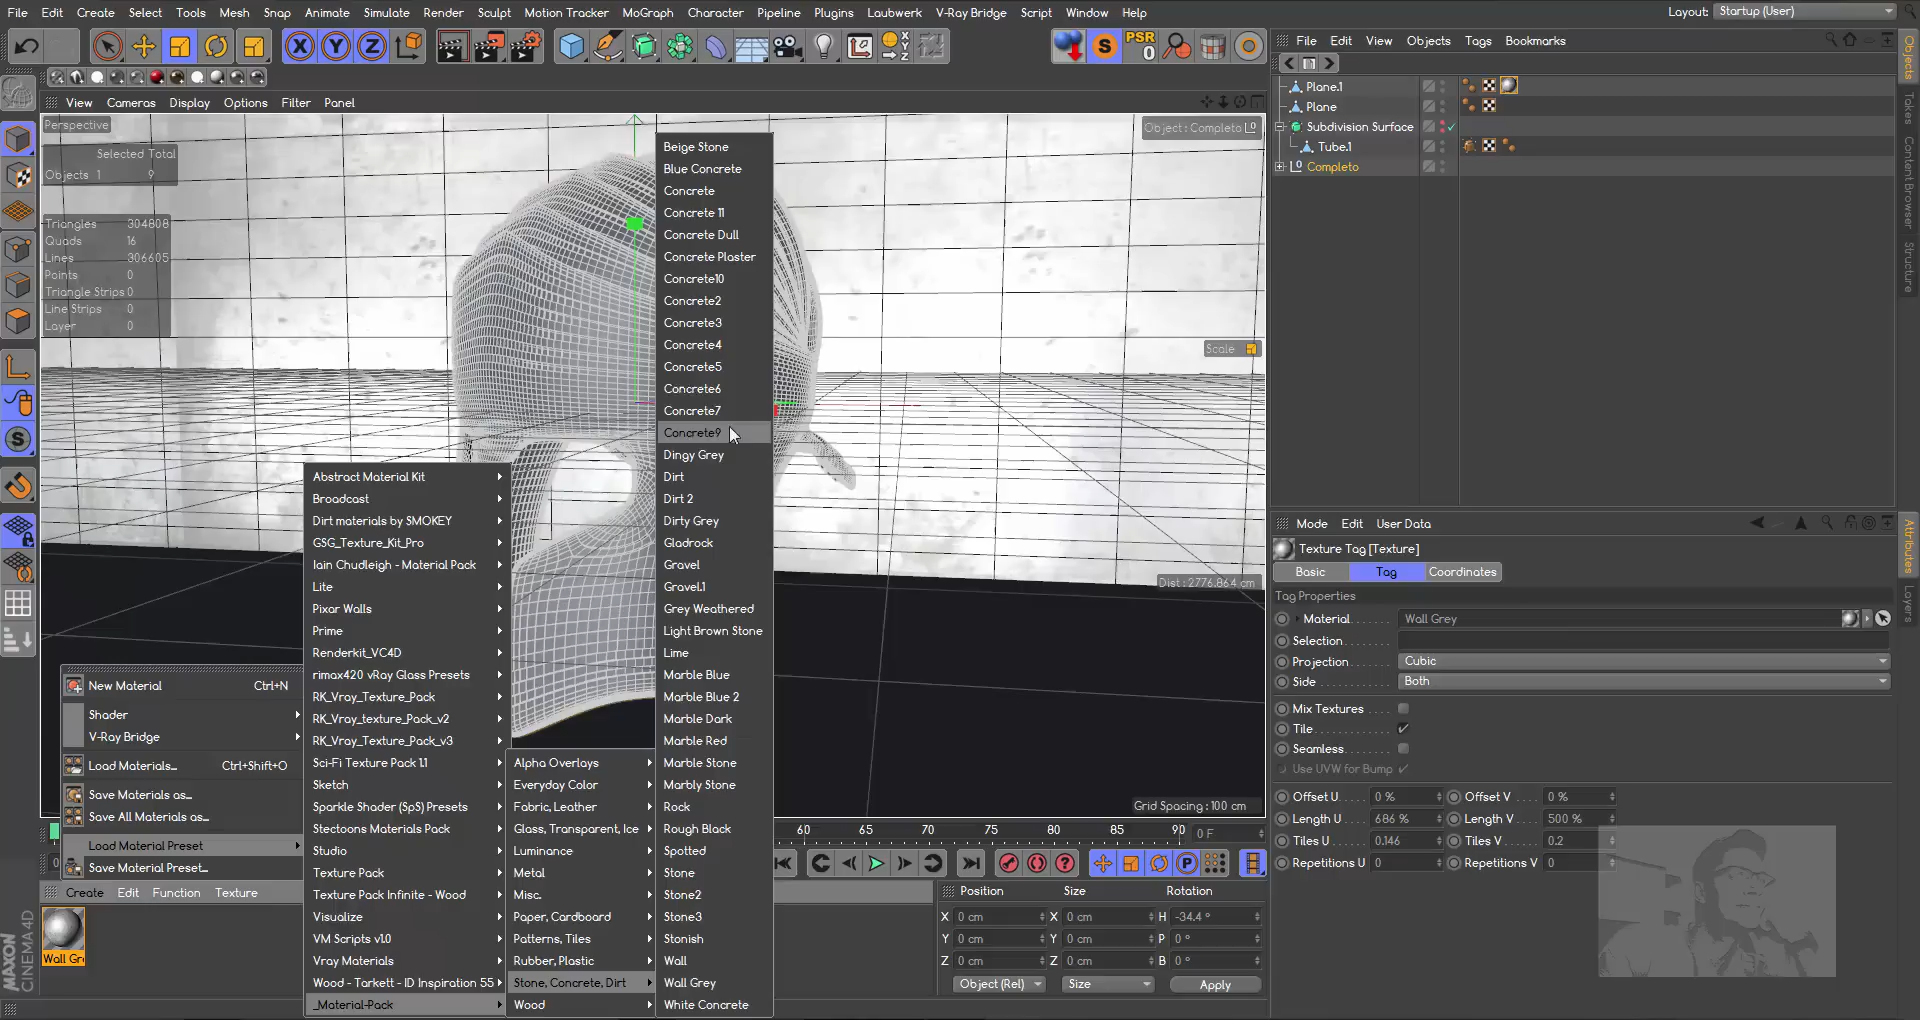 File Edit Create Select Tools Mesh Snap Animate Simulate Render Sculpt Motion Tracker MoGraph Character Pipeline Plugins Laubwerk V-Ray Bridge Script Window Help
Layout: Startup (User)
X Y Z
S PSR 0
File Edit View Objects Tags Bookmarks
View Cameras Display Options Filter Panel
Perspective
Object : Completo
Selected Total
Objects 1 9
Triangles 304808
Quads 16
Lines 306605
Points 0
Triangle Strips 0
Line Strips 0
Layer 0
Scale
Dist : 2776.864 cm
Grid Spacing : 100 cm
Plane.1
Plane
Subdivision Surface
Tube.1
Completo
Objects
Takes
Content Browser
Structure
Beige Stone
Blue Concrete
Concrete
Concrete 11
Concrete Dull
Concrete Plaster
Concrete10
Concrete2
Concrete3
Concrete4
Concrete5
Concrete6
Concrete7
Concrete9
Dingy Grey
Dirt
Dirt 2
Dirty Grey
Gladrock
Gravel
Gravel.1
Grey Weathered
Light Brown Stone
Lime
Marble Blue
Marble Blue 2
Marble Dark
Marble Red
Marble Stone
Marbly Stone
Rock
Rough Black
Spotted
Stone
Stone2
Stone3
Stonish
Wall
Wall Grey
White Concrete
Abstract Material Kit
Broadcast
Dirt materials by SMOKEY
GSG_Texture_Kit_Pro
Iain Chudleigh - Material Pack
Lite
Pixar Walls
Prime
Renderkit_VC4D
rimax420 vRay Glass Presets
RK_Vray_Texture_Pack
RK_Vray_texture_Pack_v2
RK_Vray_Texture_Pack_v3
Sci-Fi Texture Pack 1.1
Sketch
Sparkle Shader (SpS) Presets
Stectoons Materials Pack
Studio
Texture Pack
Texture Pack Infinite - Wood
Visualize
VM Scripts v1.0
Vray Materials
Wood - Tarkett - ID Inspiration 55
_Material-Pack
Alpha Overlays
Everyday Color
Fabric, Leather
Glass, Transparent, Ice
Luminance
Metal
Misc.
Paper, Cardboard
Patterns, Tiles
Rubber, Plastic
Stone, Concrete, Dirt
Wood
New Material Ctrl+N
Shader
V-Ray Bridge
Load Materials... Ctrl+Shift+O
Save Materials as...
Save All Materials as...
Load Material Preset
Save Material Preset...
Create Edit Function Texture
Wall Gre
MAXON
CINEMA4D
60 65 70 75 80 85 90 0 F
Position Size Rotation
X 0 cm X 0 cm H -34.4 °
Y 0 cm Y 0 cm P 0 °
Z 0 cm Z 0 cm B 0 °
Object (Rel) Size Apply
Mode Edit User Data
Texture Tag [Texture]
Basic Tag Coordinates
Tag Properties
Material Wall Grey
Selection
Projection Cubic
Side Both
Mix Textures
Tile
Seamless
Use UVW for Bump
Offset U 0 % Offset V 0 %
Length U 686 % Length V 500 %
Tiles U 0.146 Tiles V 0.2
Repetitions U 0 Repetitions V 0
Attributes
Layers